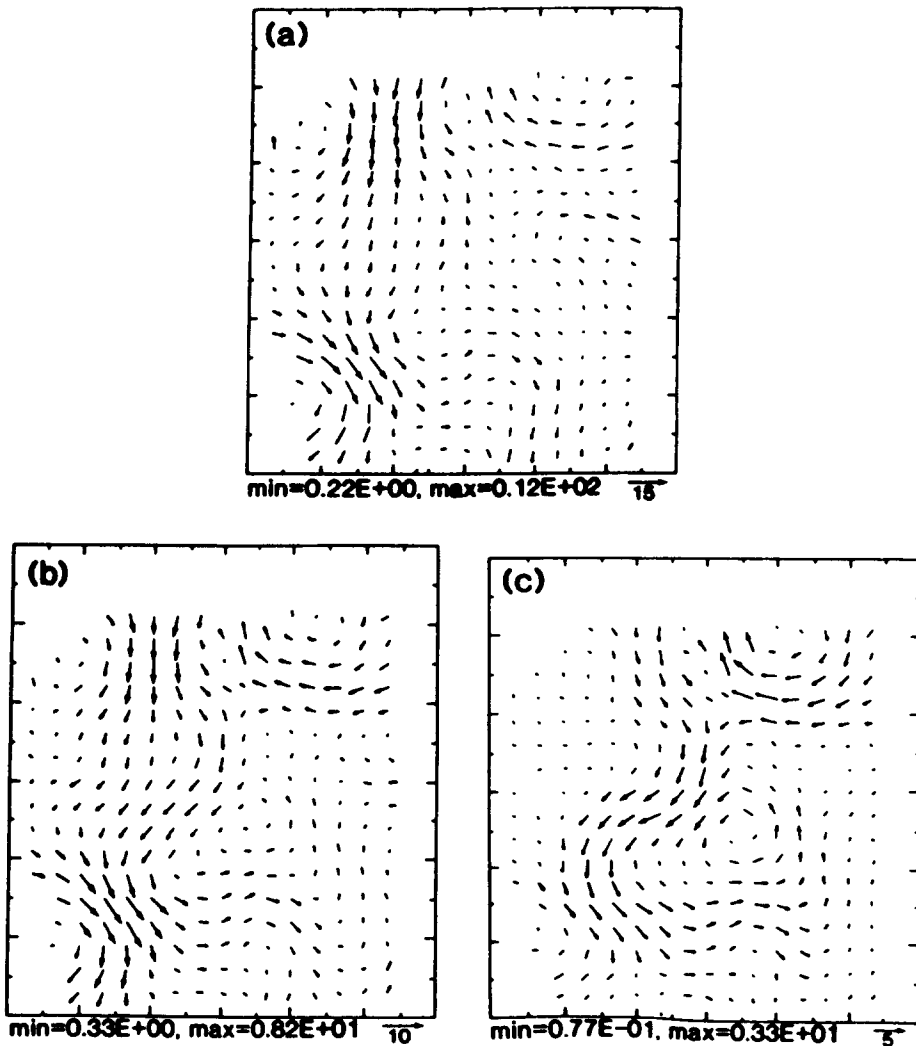 (a)
min=0.22E+00, max=0.12E+02 15
(b)
min=0.33E+00, max=0.82E+01 10
(c)
min=0.77E-01, max=0.33E+01 5